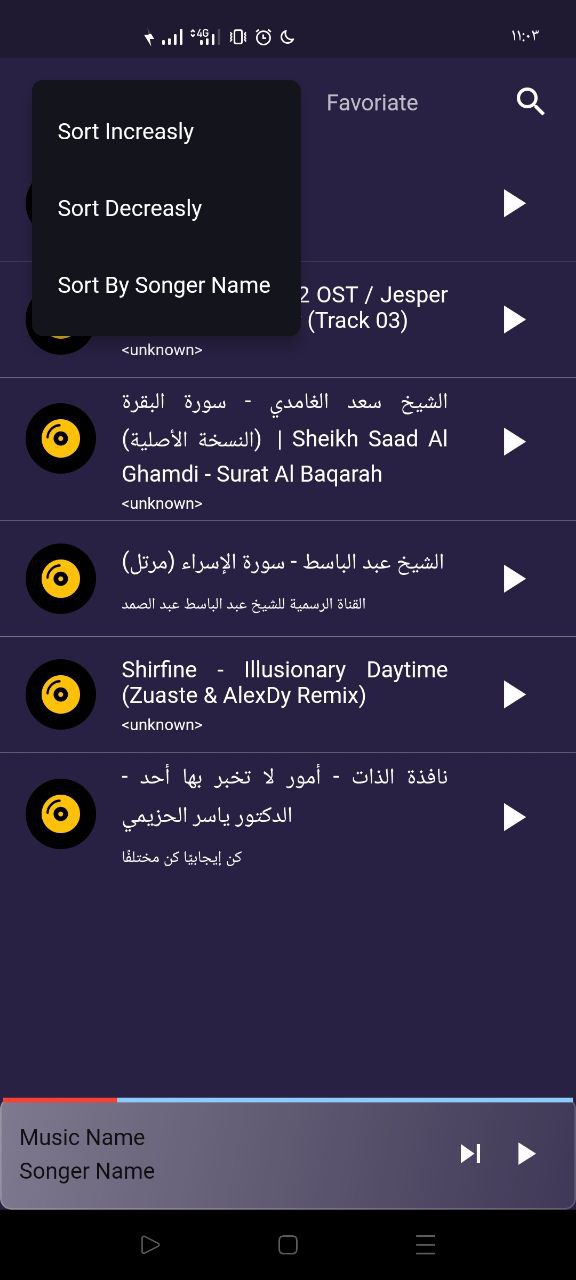 ١١:٠٣
4G
Favoriate
Sort Increasly
Sort Decreasly
Sort By Songer Name
2 OST / Jesper
(Track 03)
<unknown>
الشيخ سعد الغامدي - سورة البقرة
(النسخة الأصلية) | Sheikh Saad Al
Ghamdi - Surat Al Baqarah
<unknown>
الشيخ عبد الباسط - سورة الإسراء (مرتل)
القناة الرسمية للشيخ عبد الباسط عبد الصمد
Shirfine - Illusionary Daytime
(Zuaste & AlexDy Remix)
<unknown>
نافذة الذات - أمور لا تخبر بها أحد -
الدكتور ياسر الحزيمي
كن إيجابيًا كن مختلفًا
Music Name
Songer Name